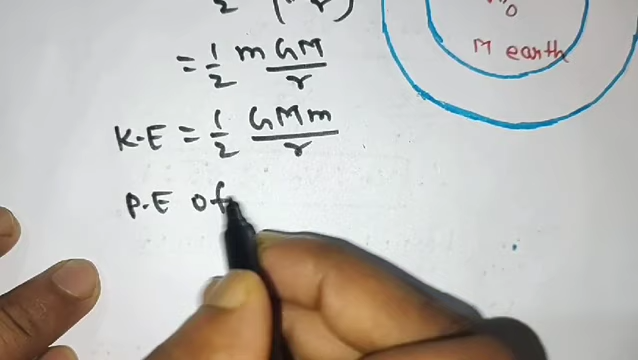 = 1/2 m GM/r
K.E = 1/2 GMm/r
P.E of
M earth